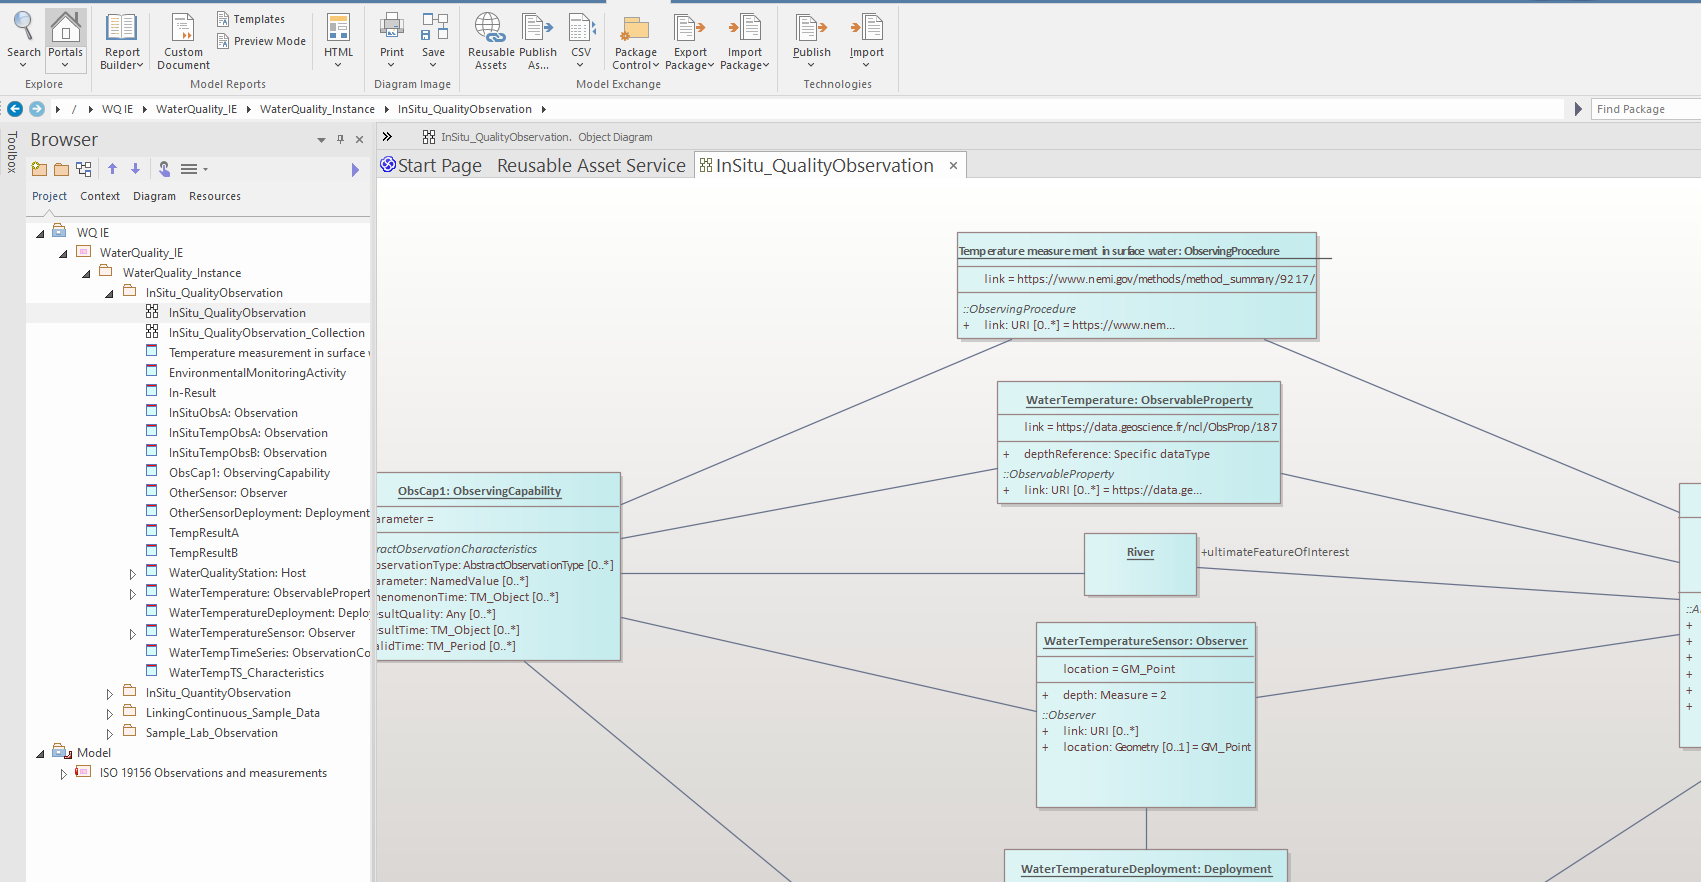 Search
Portals
Explore
Report
Builder
Custom
Document
Templates
Preview Mode
HTML
Model Reports
Print
Save
Diagram Image
Reusable
Assets
Publish
As...
CSV
Package
Control
Export
Package
Import
Package
Model Exchange
Publish
Import
Technologies
/ WQ IE WaterQuality_IE WaterQuality_Instance InSitu_QualityObservation
Find Package
Toolbox
Browser
InSitu_QualityObservation. Object Diagram
Start Page
Reusable Asset Service
InSitu_QualityObservation
Project Context Diagram Resources
WQ IE
WaterQuality_IE
WaterQuality_Instance
InSitu_QualityObservation
InSitu_QualityObservation
InSitu_QualityObservation_Collection
Temperature measurement in surface
EnvironmentalMonitoringActivity
In-Result
InSituObsA: Observation
InSituTempObsA: Observation
InSituTempObsB: Observation
ObsCap1: ObservingCapability
OtherSensor: Observer
OtherSensorDeployment: Deployment
TempResultA
TempResultB
WaterQualityStation: Host
WaterTemperature: ObservablePropert
WaterTemperatureDeployment: Deplo
WaterTemperatureSensor: Observer
WaterTempTimeSeries: ObservationCo
WaterTempTS_Characteristics
InSitu_QuantityObservation
LinkingContinuous_Sample_Data
Sample_Lab_Observation
Model
ISO 19156 Observations and measurements
Temperature measurement in surface water: ObservingProcedure
link = https://www.nemi.gov/methods/method_summary/9217/
::ObservingProcedure
+ link: URI [0..*] = https://www.nem...
WaterTemperature: ObservableProperty
link = https://data.geoscience.fr/ncl/ObsProp/187
+ depthReference: Specific dataType
::ObservableProperty
+ link: URI [0..*] = https://data.ge...
ObsCap1: ObservingCapability
arameter =
ractObservationCharacteristics
bservationType: AbstractObservationType [0..*]
arameter: NamedValue [0..*]
henomenonTime: TM_Object [0..*]
esultQuality: Any [0..*]
esultTime: TM_Object [0..*]
alidTime: TM_Period [0..*]
River
+ultimateFeatureOfInterest
WaterTemperatureSensor: Observer
location = GM_Point
+ depth: Measure = 2
::Observer
+ link: URI [0..*]
+ location: Geometry [0..1] = GM_Point
WaterTemperatureDeployment: Deployment
::A
+
+
+
+
+
+